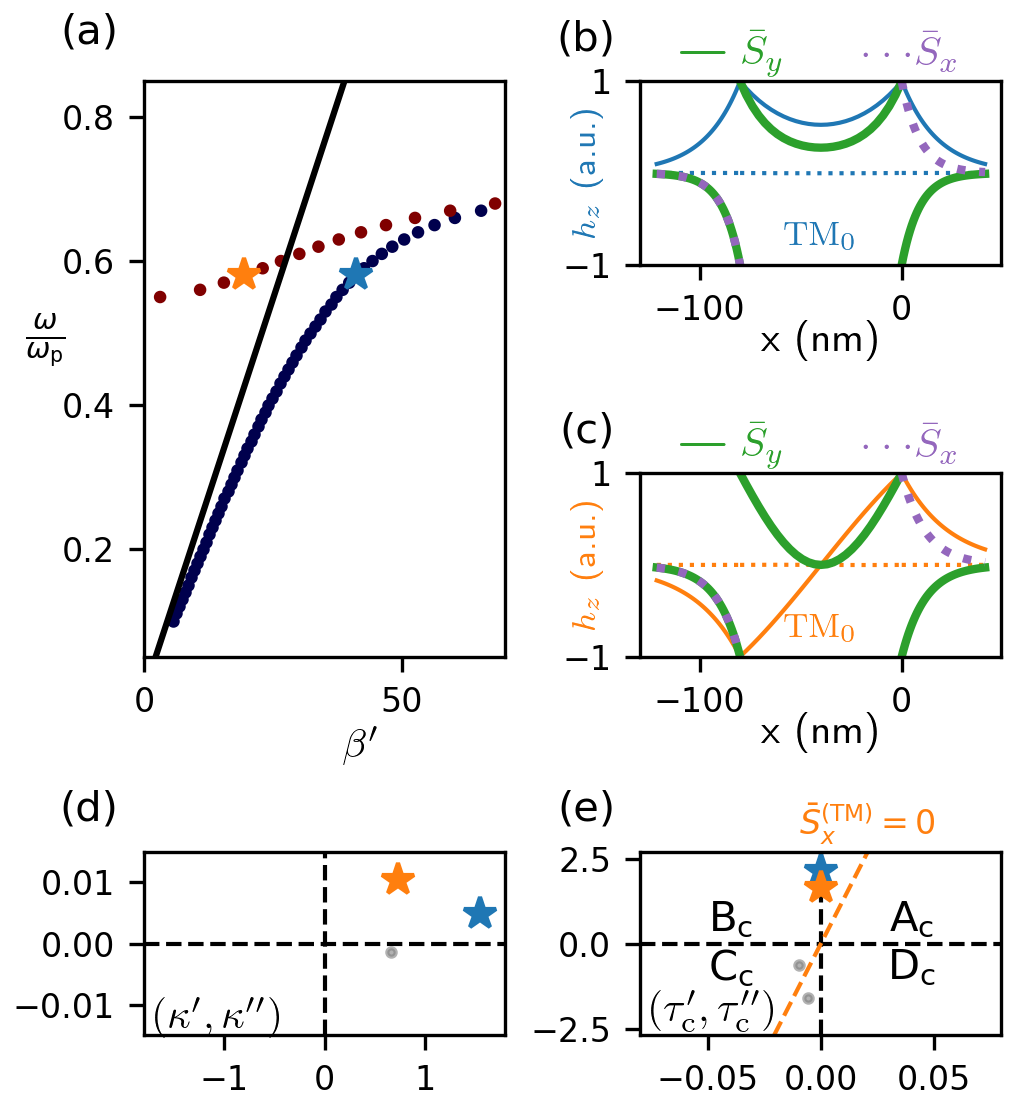 (a)
0.8
0.6
0.4
0.2
ω/ωp
0
50
β′
(b)
S̄y
S̄x
1
−1
hz (a.u.)
TM0
−100
0
x (nm)
(c)
S̄y
S̄x
1
−1
hz (a.u.)
TM0
−100
0
x (nm)
(d)
0.01
0.00
−0.01
(κ′, κ′′)
−1
0
1
(e)
S̄x(TM) = 0
2.5
0.0
−2.5
Bc
Ac
Cc
Dc
(τ′c, τ′′c)
−0.05
0.00
0.05